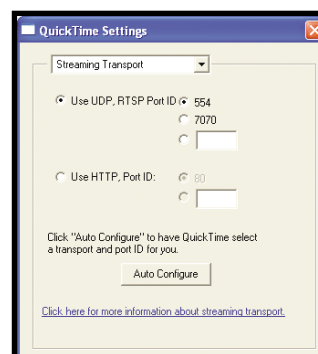 QuickTime Settings
Streaming Transport
Use UDP, RTSP Port ID 554
7070
Use HTTP, Port ID: 80
Click "Auto Configure" to have QuickTime select
a transport and port ID for you.
Auto Configure
Click here for more information about streaming transport.